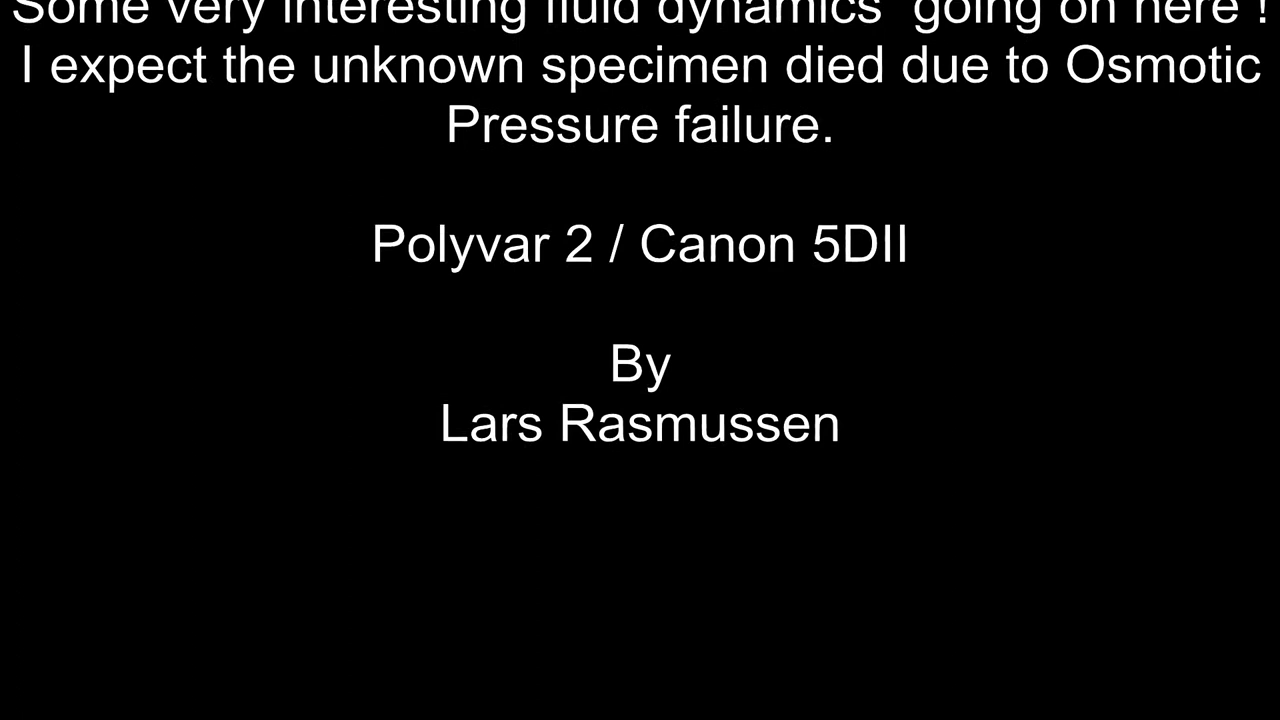 Some very interesting fluid dynamics  going on here !
I expect the unknown specimen died due to Osmotic
Pressure failure.
Polyvar 2 / Canon 5DII
By
Lars Rasmussen